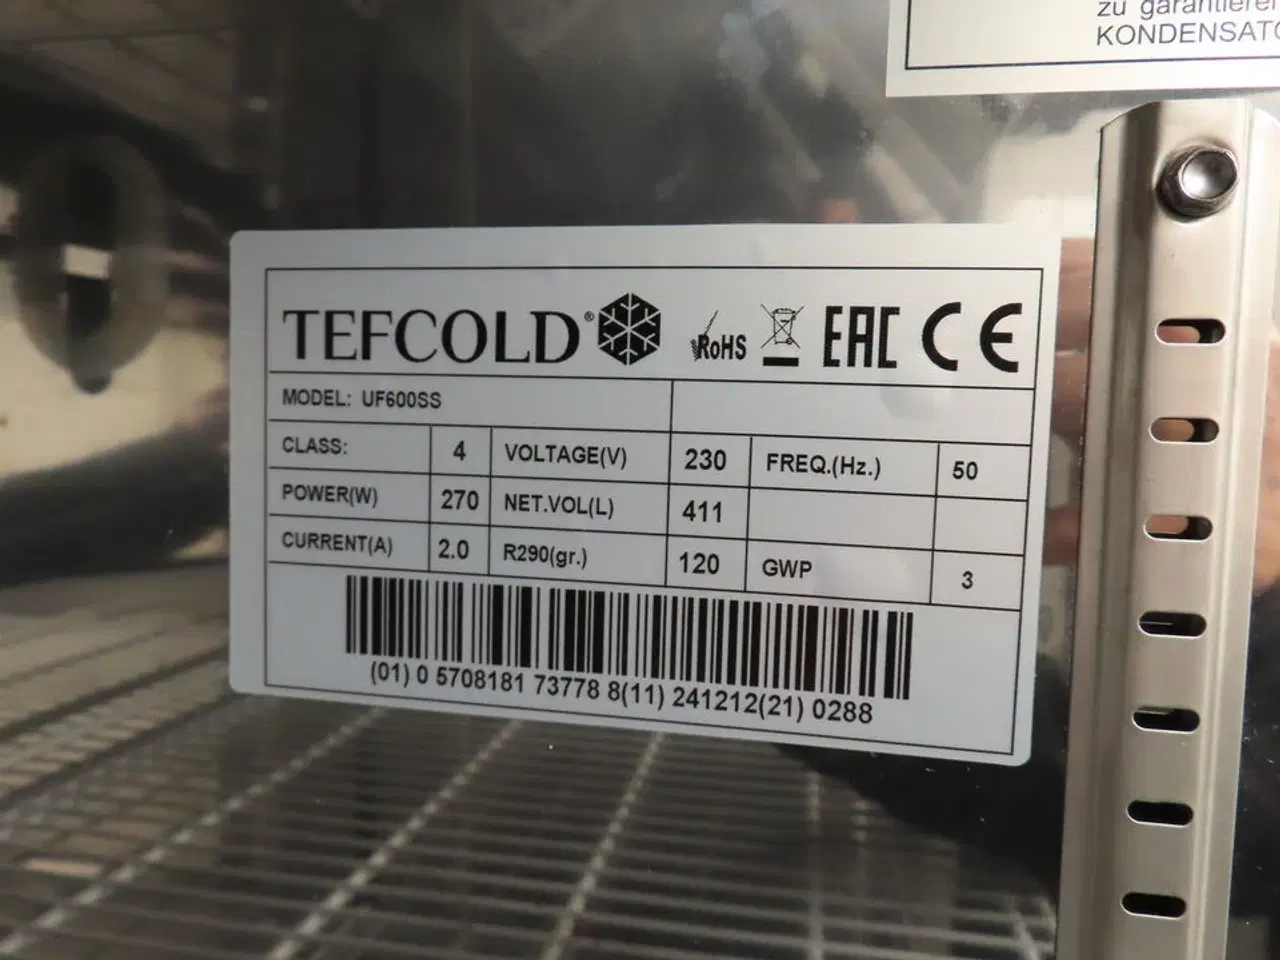 zu garantieren
KONDENSATO
TEFCOLD® RoHS EAC CE
MODEL: UF600SS
CLASS: 4 VOLTAGE(V) 230 FREQ.(Hz.) 50
POWER(W) 270 NET.VOL(L) 411
CURRENT(A) 2.0 R290(gr.) 120 GWP 3
(01) 0 5708181 73778 8(11) 241212(21) 0288